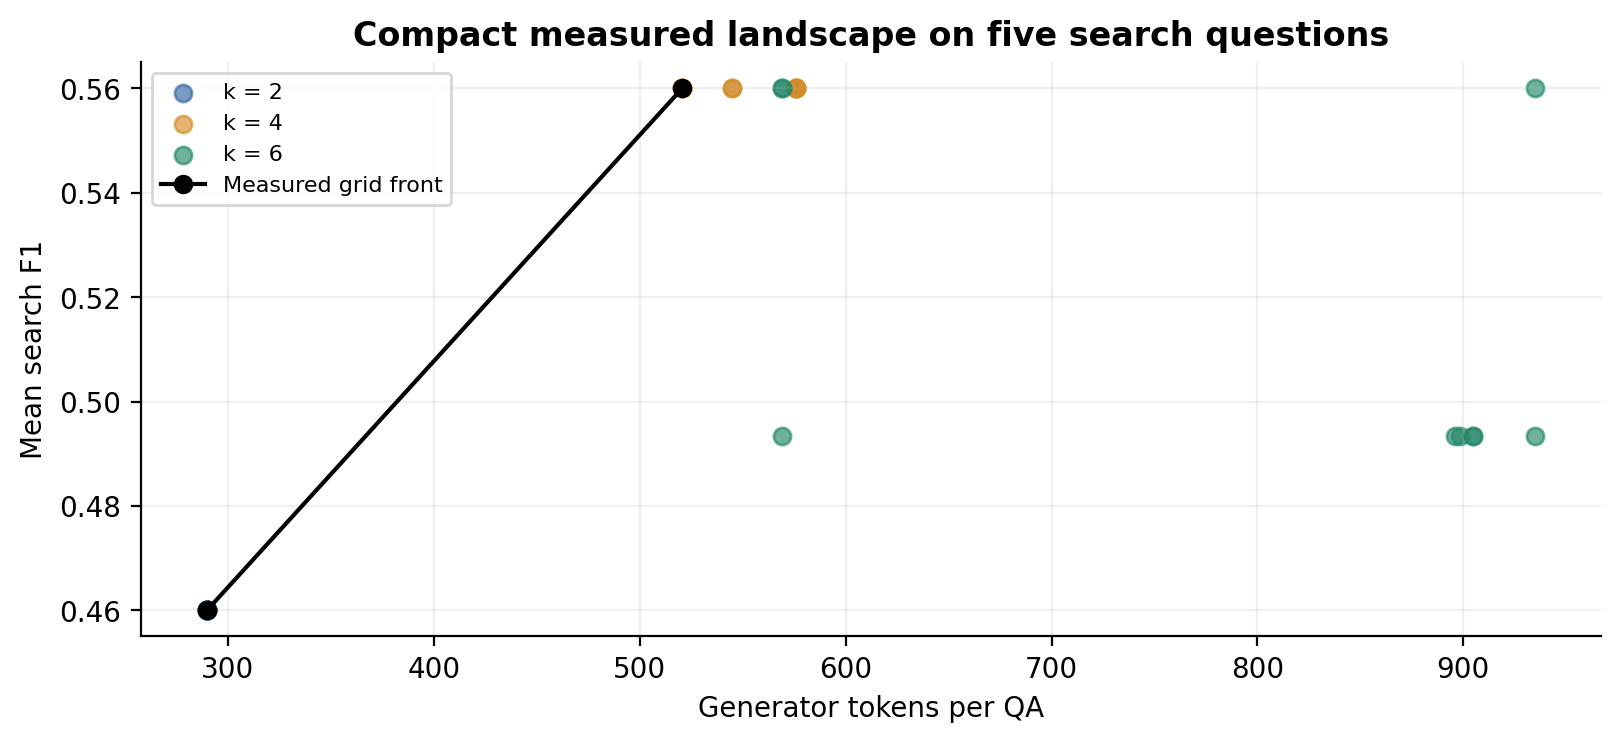 Compact measured landscape on five search questions
k = 2
k = 4
k = 6
Measured grid front
Mean search F1
0.56
0.54
0.52
0.50
0.48
0.46
300 400 500 600 700 800 900
Generator tokens per QA